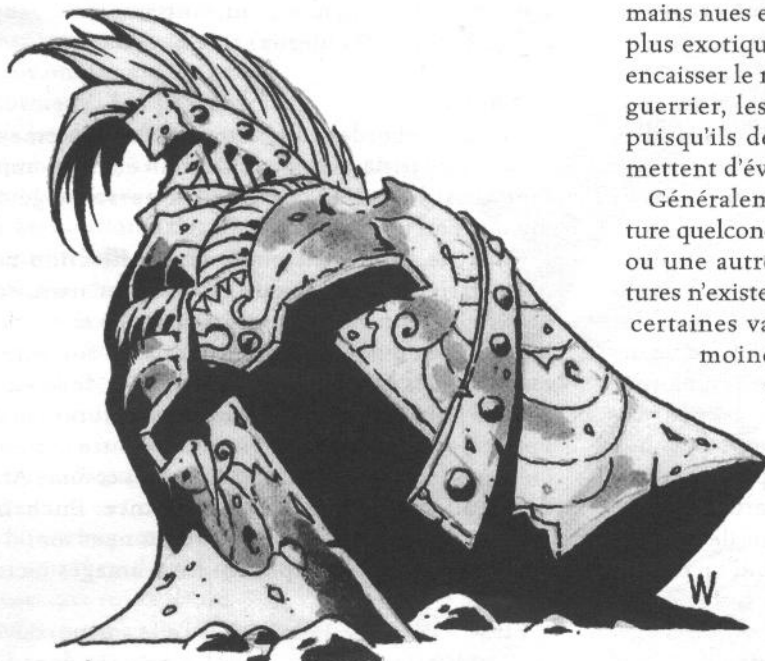 mains nues e
plus exotiqu
encaisser le r
guerrier, les
puisqu'ils de
mettent d'év
Généralem
ture quelcon
ou une autre
tures n'existe
certaines va
moine
W